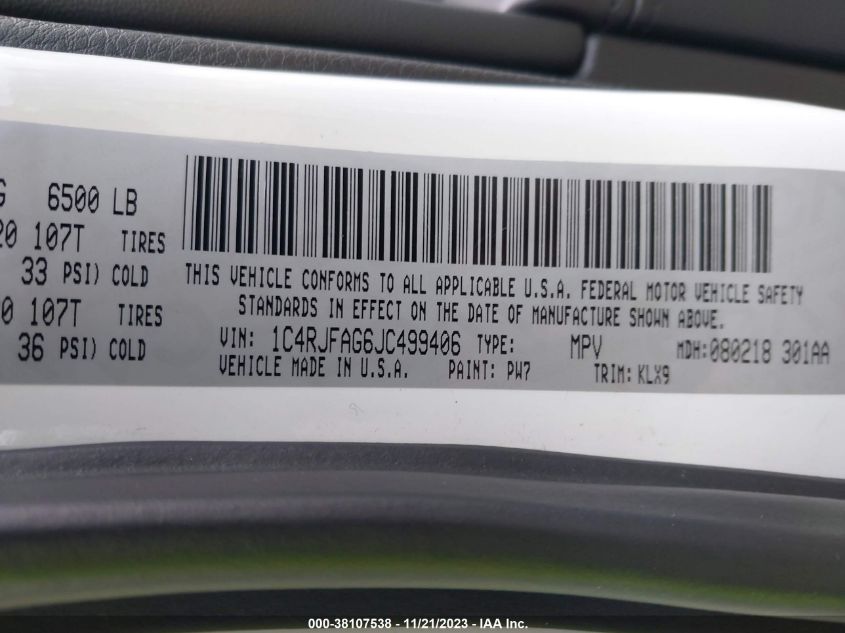 G 6500 LB
20 107T TIRES
33 PSI) COLD
0 107T TIRES
36 PSI) COLD
THIS VEHICLE CONFORMS TO ALL APPLICABLE U.S.A. FEDERAL MOTOR VEHICLE SAFETY
STANDARDS IN EFFECT ON THE DATE OF MANUFACTURE SHOWN ABOVE.
VIN: 1C4RJFAG6JC499406 TYPE: MPV MDH:080218 301AA
VEHICLE MADE IN U.S.A. PAINT: PW7 TRIM: KLX9
000-38107538 - 11/21/2023 - IAA Inc.